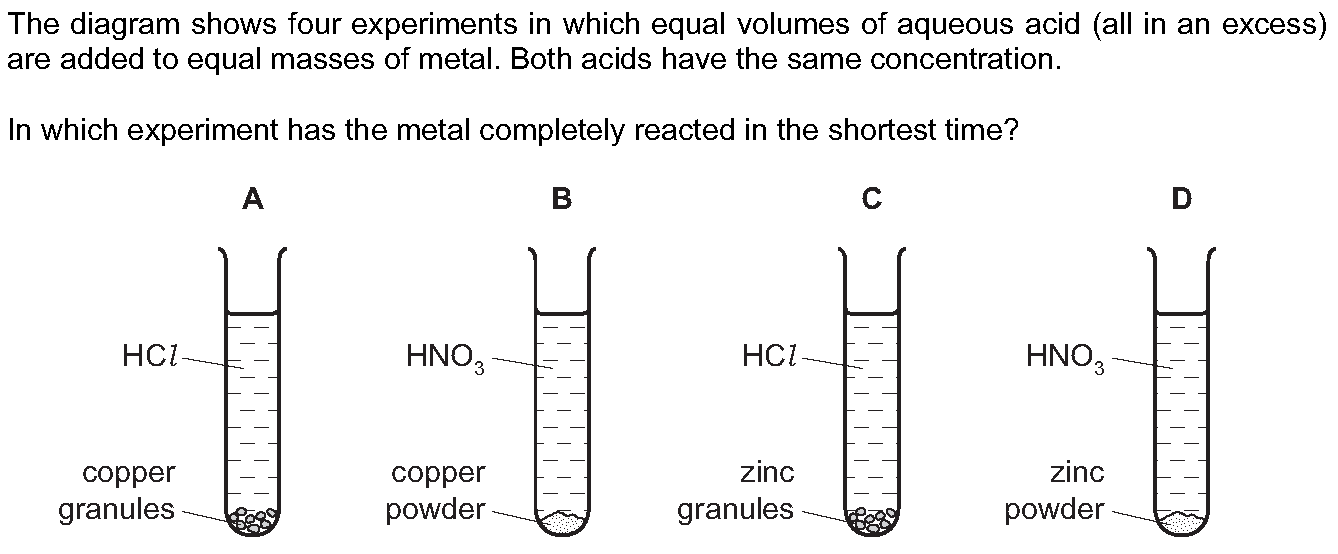 The diagram shows four experiments in which equal volumes of aqueous acid (all in an excess)
are added to equal masses of metal. Both acids have the same concentration.
In which experiment has the metal completely reacted in the shortest time?
A B C D
HCl HNO₃ HCl HNO₃
copper copper zinc zinc
granules powder granules powder